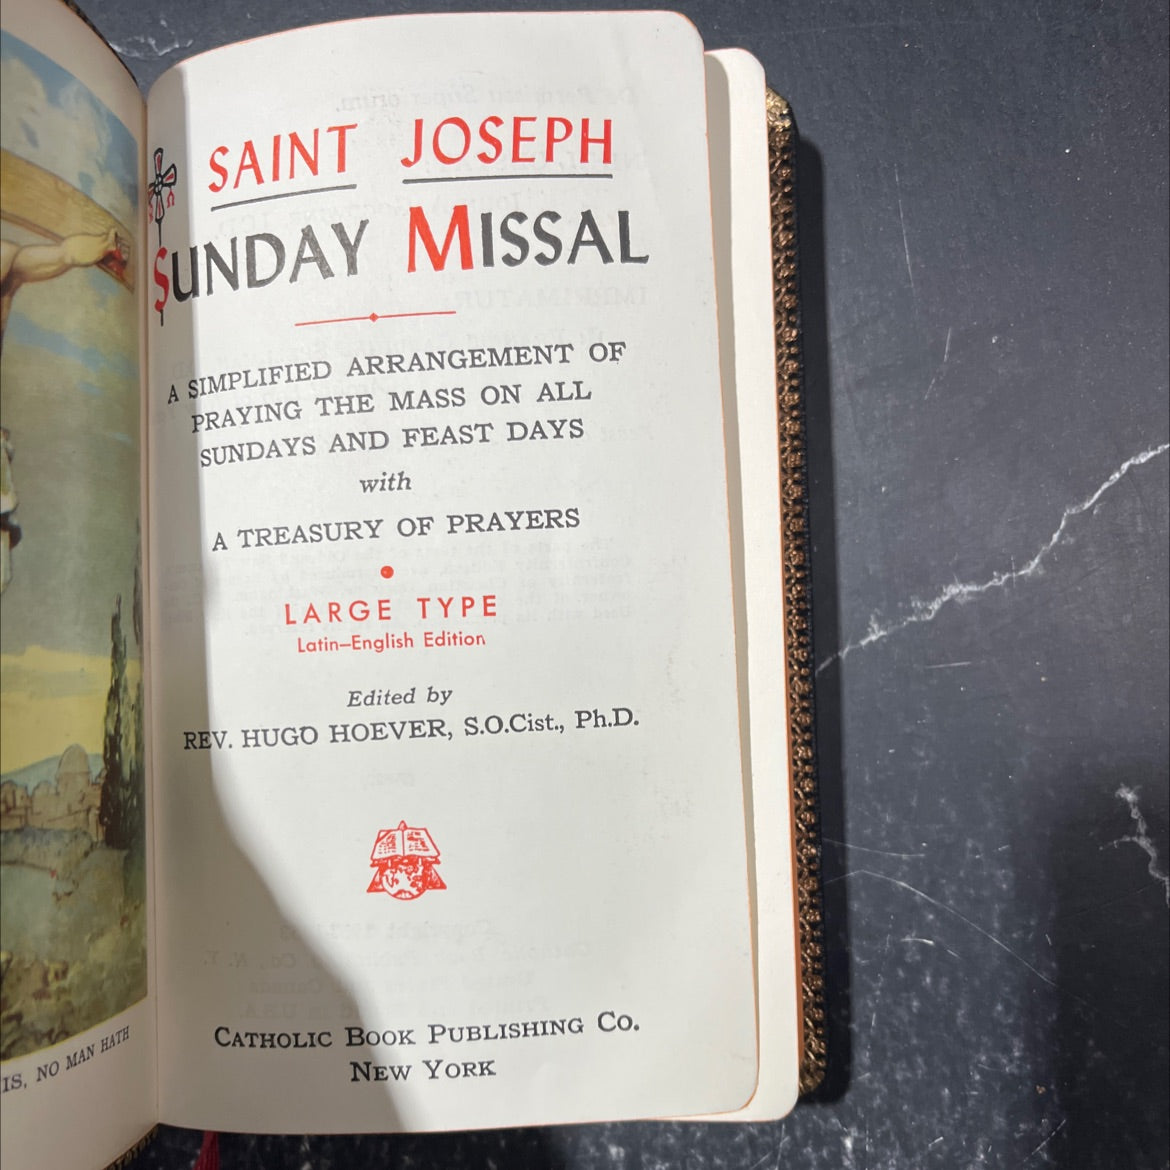 SAINT JOSEPH
SUNDAY MISSAL
A SIMPLIFIED ARRANGEMENT OF
PRAYING THE MASS ON ALL
SUNDAYS AND FEAST DAYS
with
A TREASURY OF PRAYERS
LARGE TYPE
Latin—English Edition
Edited by
REV. HUGO HOEVER, S.O.Cist., Ph.D.
CATHOLIC BOOK PUBLISHING CO.
NEW YORK
IS, NO MAN HATH